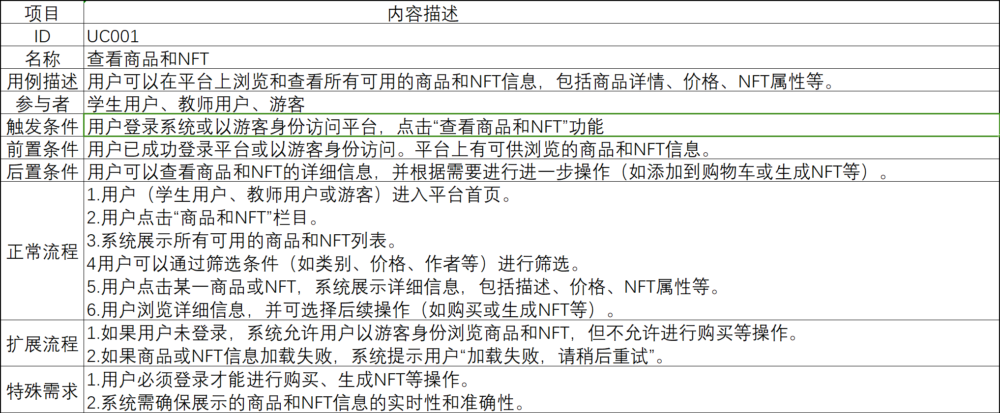 项目 内容描述
ID UC001
名称 查看商品和NFT
用例描述 用户可以在平台上浏览和查看所有可用的商品和NFT信息，包括商品详情、价格、NFT属性等。
参与者 学生用户、教师用户、游客
触发条件 用户登录系统或以游客身份访问平台，点击“查看商品和NFT”功能
前置条件 用户已成功登录平台或以游客身份访问。平台上有可供浏览的商品和NFT信息。
后置条件 用户可以查看商品和NFT的详细信息，并根据需要进行进一步操作（如添加到购物车或生成NFT等）。
正常流程
1.用户（学生用户、教师用户或游客）进入平台首页。
2.用户点击“商品和NFT”栏目。
3.系统展示所有可用的商品和NFT列表。
4用户可以通过筛选条件（如类别、价格、作者等）进行筛选。
5.用户点击某一商品或NFT，系统展示详细信息，包括描述、价格、NFT属性等。
6.用户浏览详细信息，并可选择后续操作（如购买或生成NFT等）。
扩展流程
1.如果用户未登录，系统允许用户以游客身份浏览商品和NFT，但不允许进行购买等操作。
2.如果商品或NFT信息加载失败，系统提示用户“加载失败，请稍后重试”。
特殊需求
1.用户必须登录才能进行购买、生成NFT等操作。
2.系统需确保展示的商品和NFT信息的实时性和准确性。